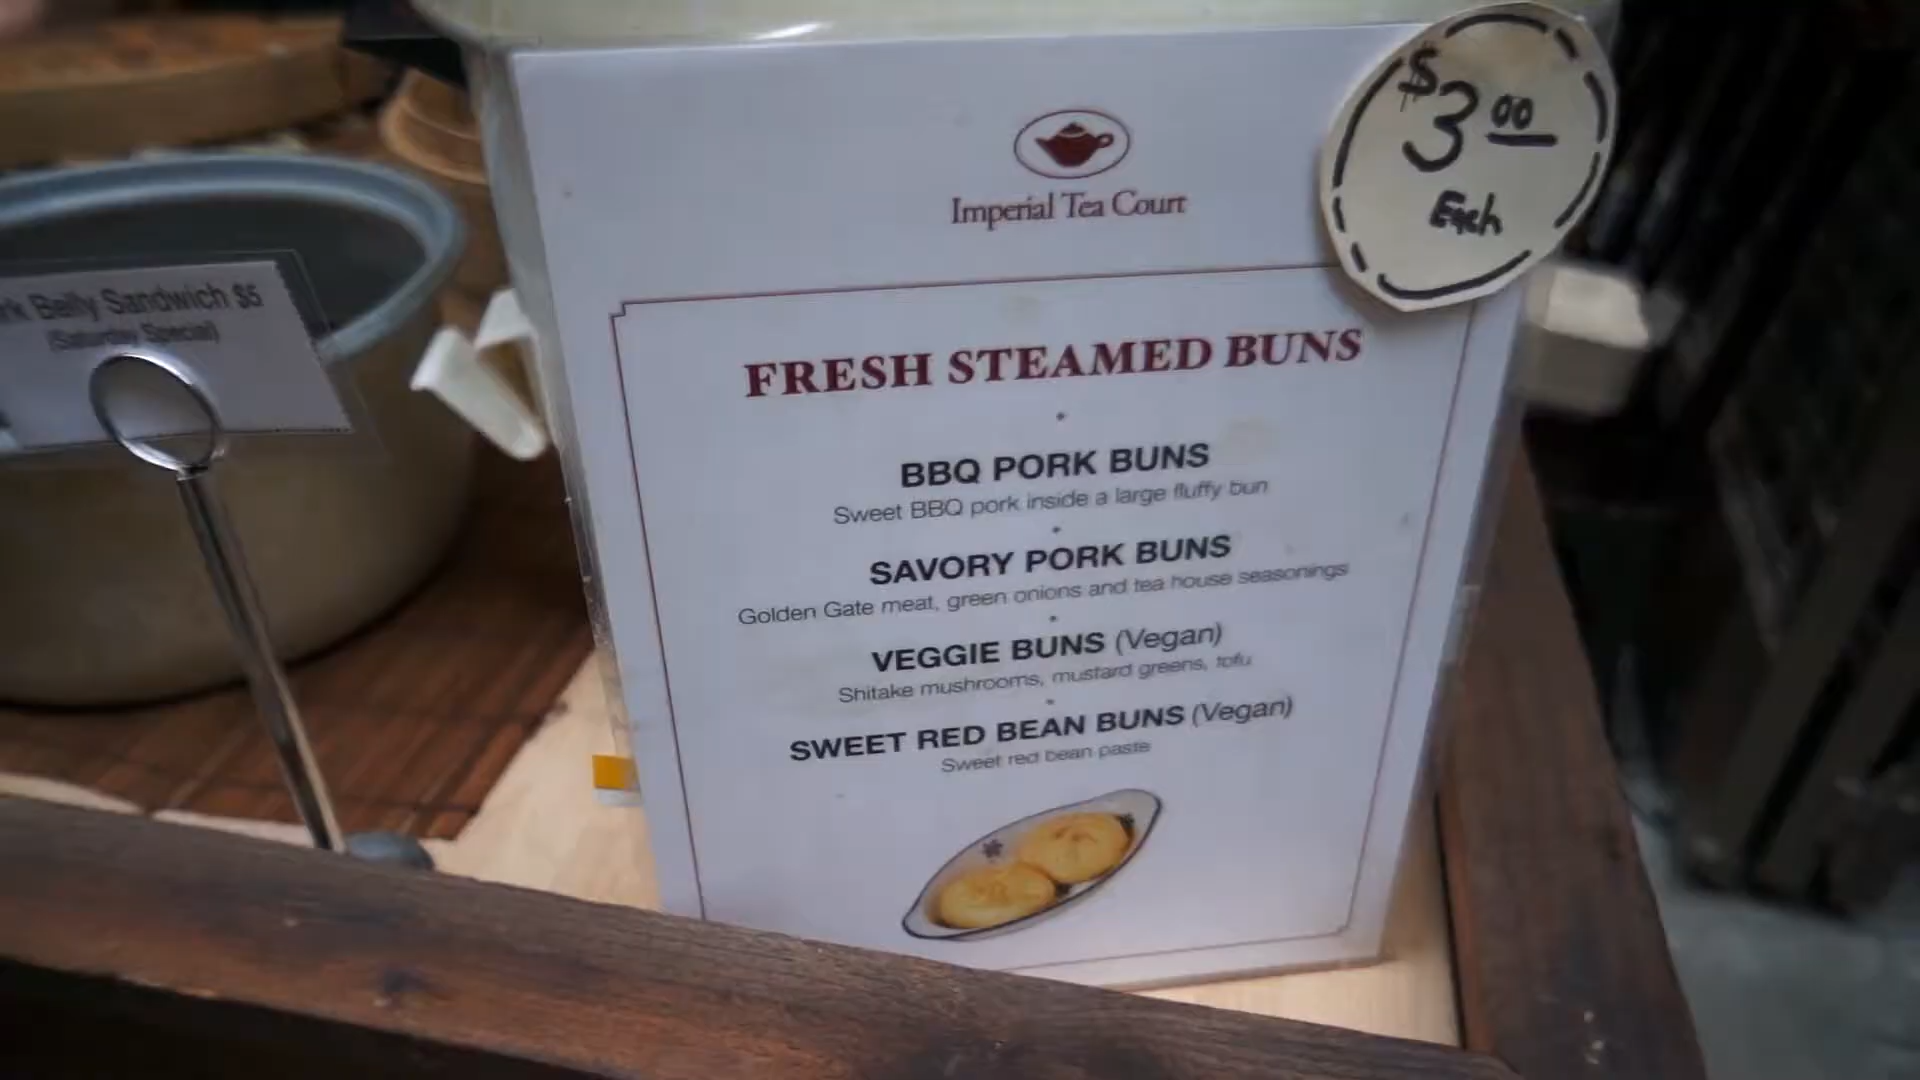 Imperial Tea Court
$3.00
Each
FRESH STEAMED BUNS
BBQ PORK BUNS
Sweet BBQ pork inside a large fluffy bun
SAVORY PORK BUNS
Golden Gate meat, green onions and tea house seasonings
VEGGIE BUNS (Vegan)
Shitake mushrooms, mustard greens, tofu
SWEET RED BEAN BUNS (Vegan)
Sweet red bean paste
rk Belly Sandwich $5
(Saturday Special)